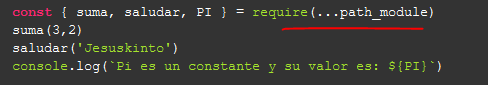 const { suma, saludar, PI } = require(...path_module)
suma(3,2)
saludar('Jesuskinto')
console.log(`Pi es un constante y su valor es: ${PI}`)